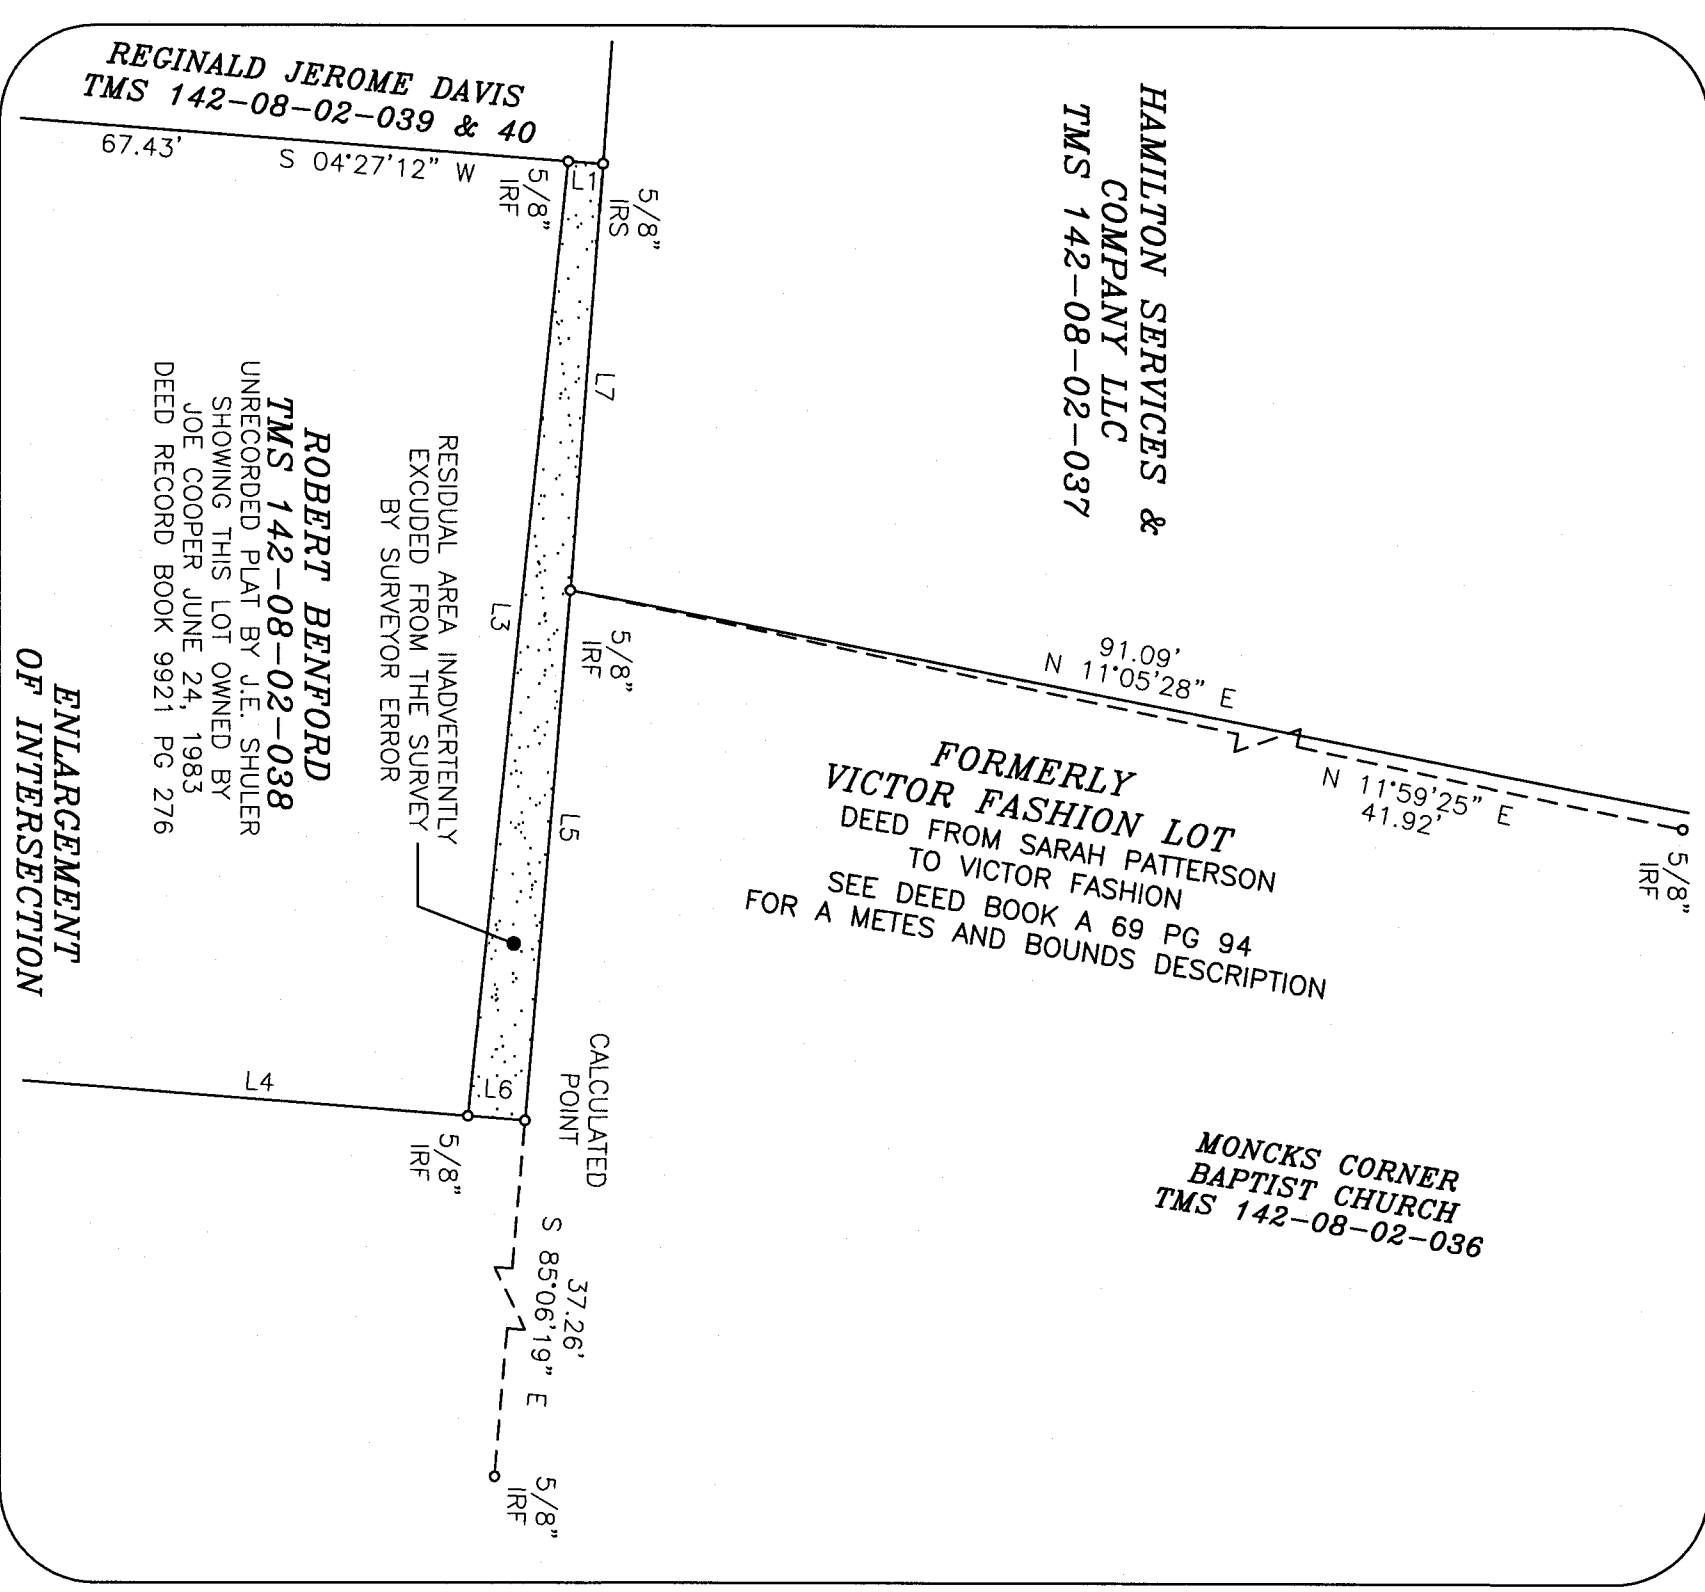 REGINALD JEROME DAVIS
TMS 142-08-02-039 & 40
67.43'
S 04°27'12" W
5/8"
IRF
L1
5/8"
IRS
HAMILTON SERVICES &
COMPANY LLC
TMS 142-08-02-037
L7
L3
5/8"
IRF
L5
91.09'
N 11°05'28" E
N 11°59'25" E
41.92'
5/8"
IRF
FORMERLY
VICTOR FASHION LOT
DEED FROM SARAH PATTERSON
TO VICTOR FASHION
SEE DEED BOOK A 69 PG 94
FOR A METES AND BOUNDS DESCRIPTION
RESIDUAL AREA INADVERTENTLY
EXCUDED FROM THE SURVEY
BY SURVEYOR ERROR
ROBERT BENFORD
TMS 142-08-02-038
UNRECORDED PLAT BY J.E. SHULER
SHOWING THIS LOT OWNED BY
JOE COOPER JUNE 24, 1983
DEED RECORD BOOK 9921 PG 276
MONCKS CORNER
BAPTIST CHURCH
TMS 142-08-02-036
CALCULATED
POINT
L6
L4
5/8"
IRF
37.26'
S 85°06'19" E
5/8"
IRF
ENLARGEMENT
OF INTERSECTION